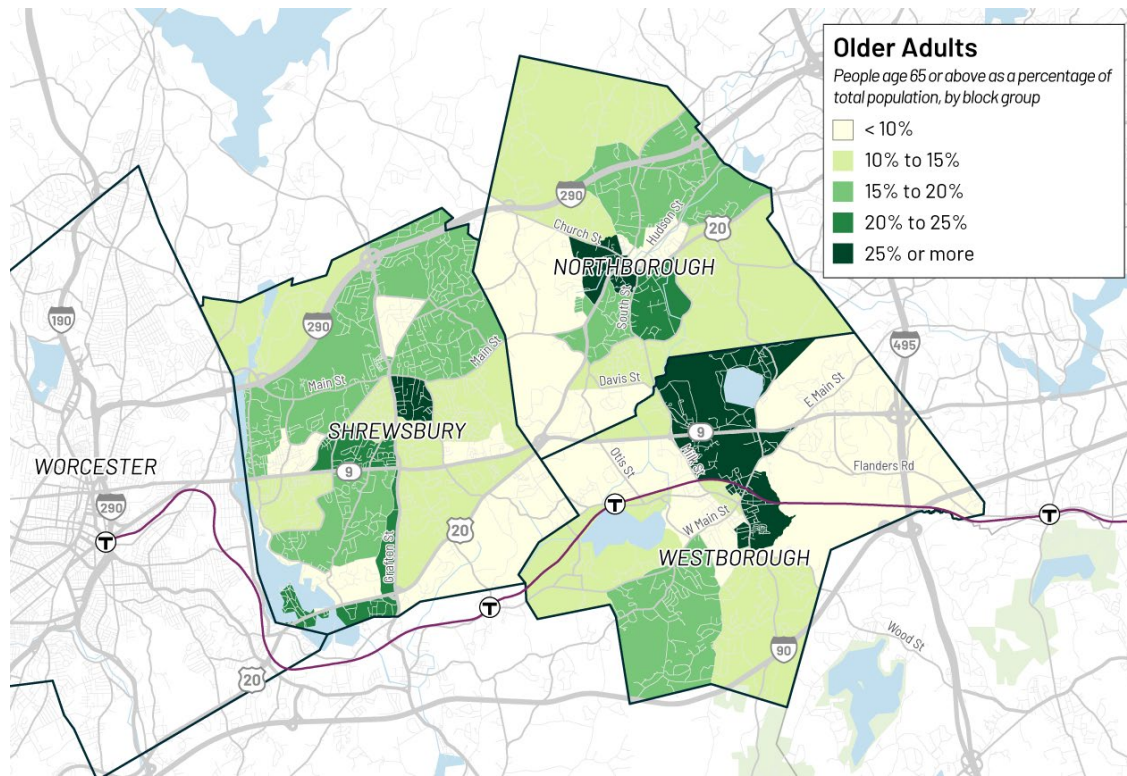 Older Adults
People age 65 or above as a percentage of
total population, by block group
< 10%
10% to 15%
15% to 20%
20% to 25%
25% or more
290
Church St
Hudson St
20
NORTHBOROUGH
South St
190
290
Main St
495
Main St
Davis St
E Main St
SHREWSBURY
9
Otis St
Milk St
Flanders Rd
WORCESTER
9
290
T
20
T
W Main St
T
Grafton St
WESTBOROUGH
T
Wood St
90
20